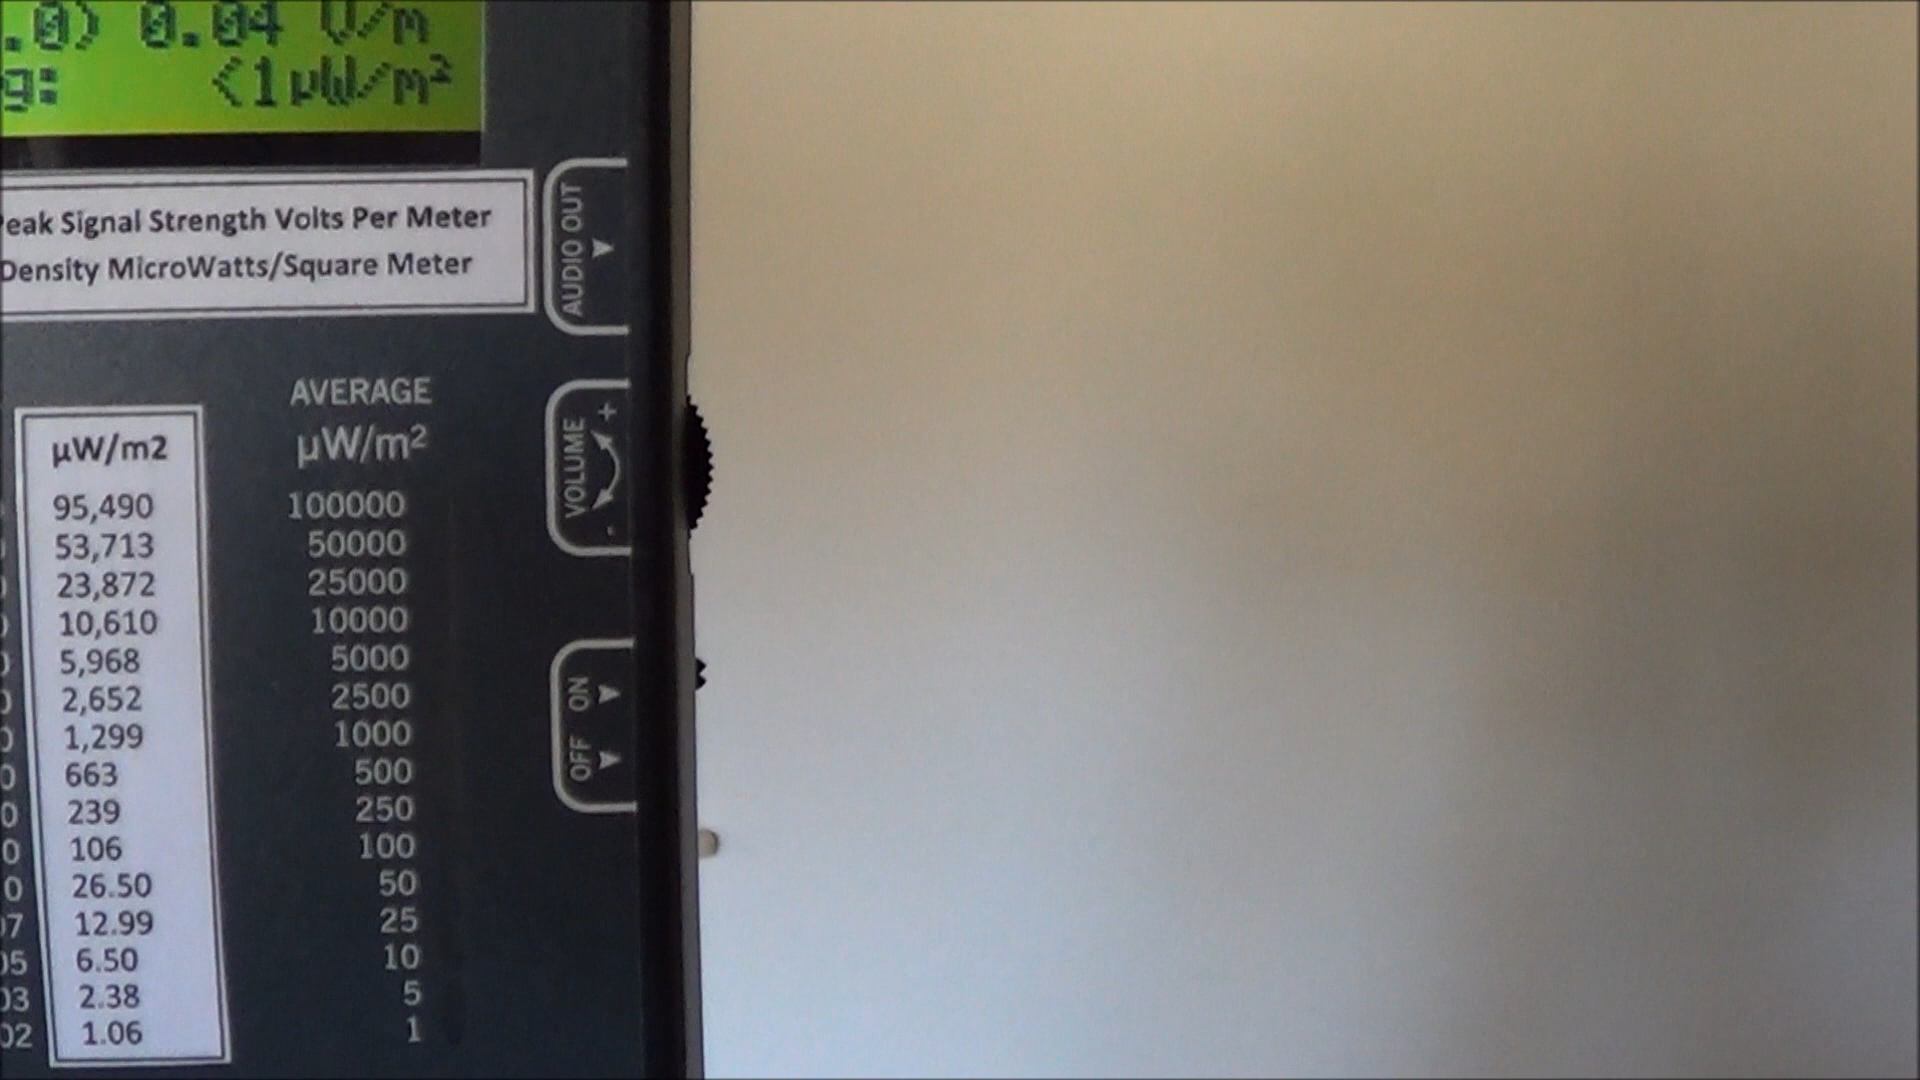 .0) 0.04 V/m
g: <1µW/m²
Peak Signal Strength Volts Per Meter
Density MicroWatts/Square Meter
AUDIO OUT
AVERAGE
µW/m2 µW/m²
95,490 100000
53,713 50000
23,872 25000
10,610 10000
5,968 5000
2,652 2500
1,299 1000
663 500
239 250
106 100
26.50 50
12.99 25
6.50 10
2.38 5
1.06 1
VOLUME
- +
OFF ON